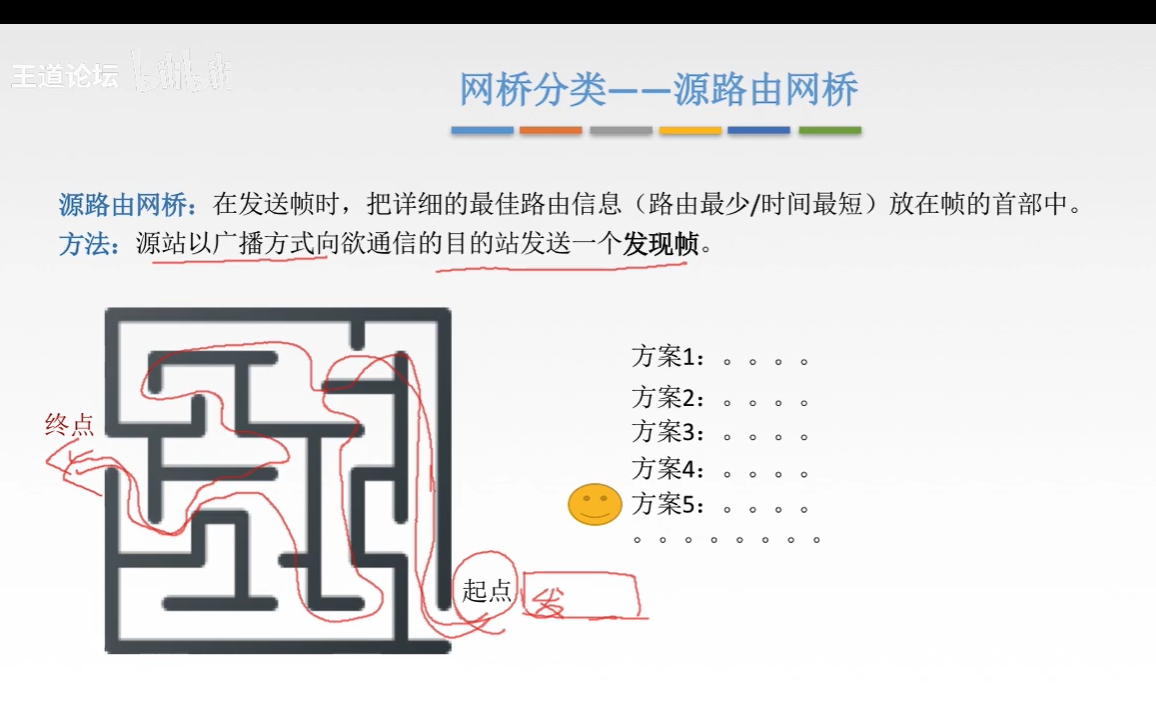 王道论坛 bilibili
网桥分类——源路由网桥
源路由网桥：在发送帧时，把详细的最佳路由信息（路由最少/时间最短）放在帧的首部中。
方法：源站以广播方式向欲通信的目的站发送一个发现帧。
方案1：。。。。
方案2：。。。。
终点
方案3：。。。。
方案4：。。。。
方案5：。。。。
。。。。。。。。
起点
发